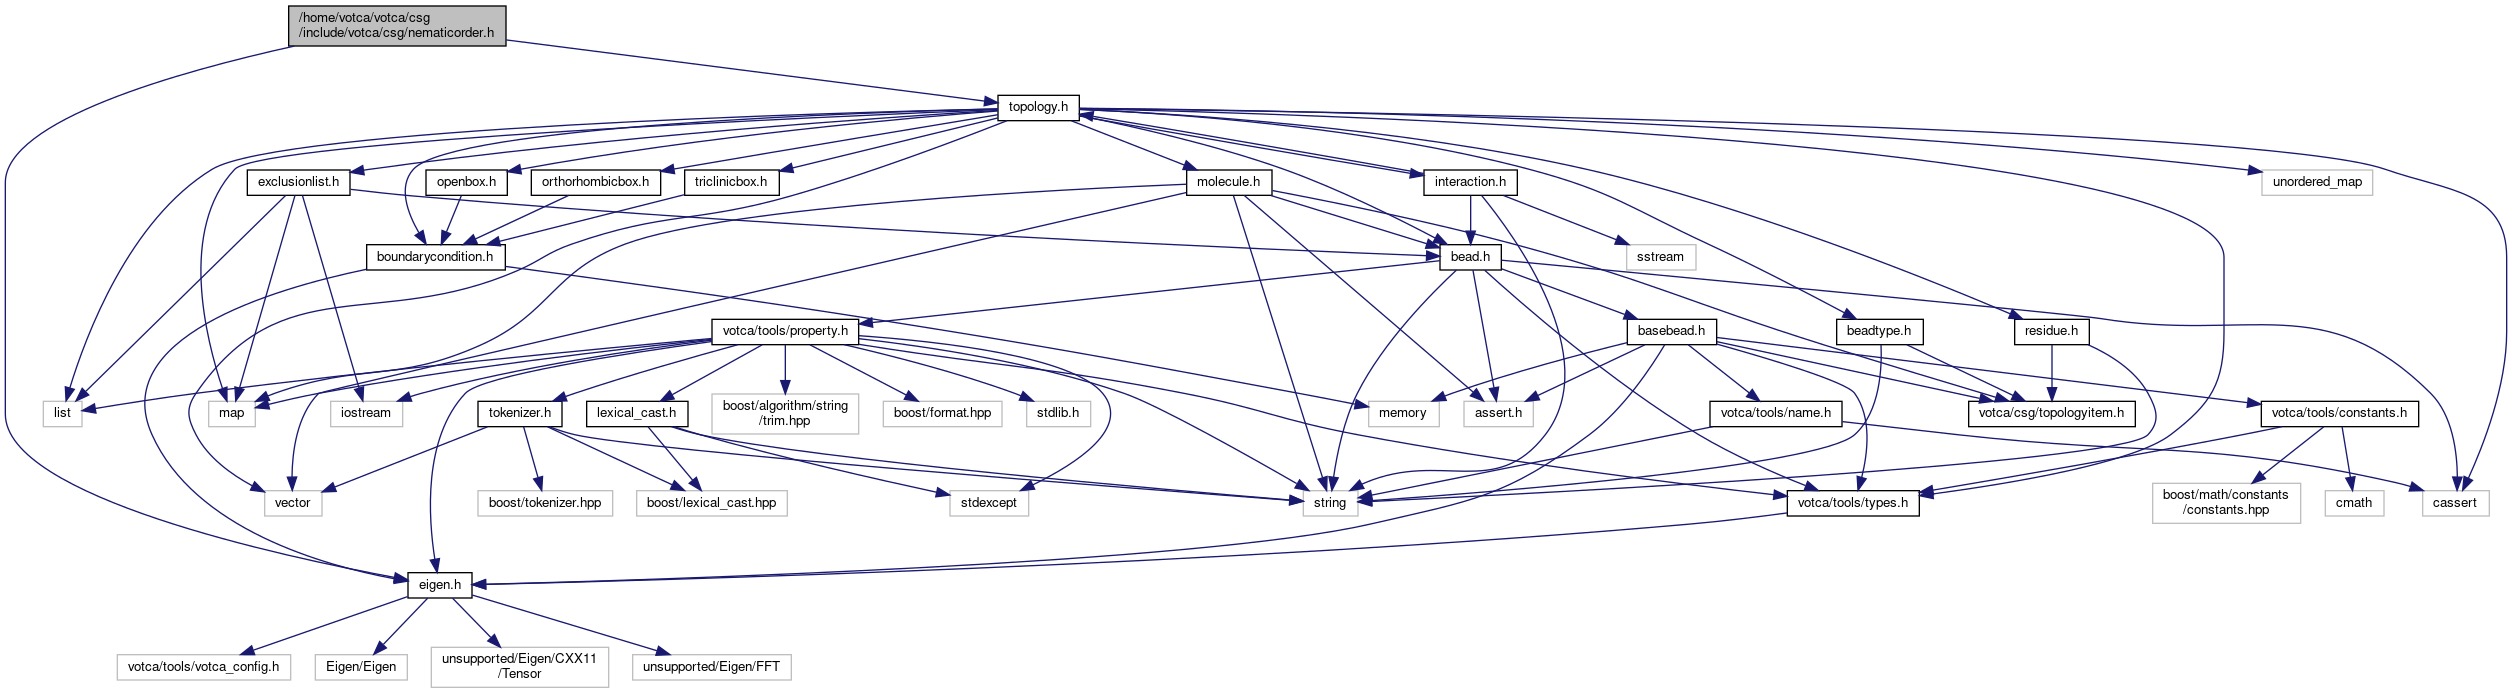 /home/votca/votca/csg
/include/votca/csg/nematicorder.h
topology.h
exclusionlist.h
openbox.h
orthorhombicbox.h
triclinicbox.h
molecule.h
interaction.h
unordered_map
boundarycondition.h
bead.h
sstream
votca/tools/property.h
basebead.h
beadtype.h
residue.h
list
map
iostream
tokenizer.h
lexical_cast.h
boost/algorithm/string
/trim.hpp
boost/format.hpp
stdlib.h
memory
assert.h
votca/tools/name.h
votca/csg/topologyitem.h
votca/tools/constants.h
vector
boost/tokenizer.hpp
boost/lexical_cast.hpp
stdexcept
string
votca/tools/types.h
boost/math/constants
/constants.hpp
cmath
cassert
eigen.h
votca/tools/votca_config.h
Eigen/Eigen
unsupported/Eigen/CXX11
/Tensor
unsupported/Eigen/FFT